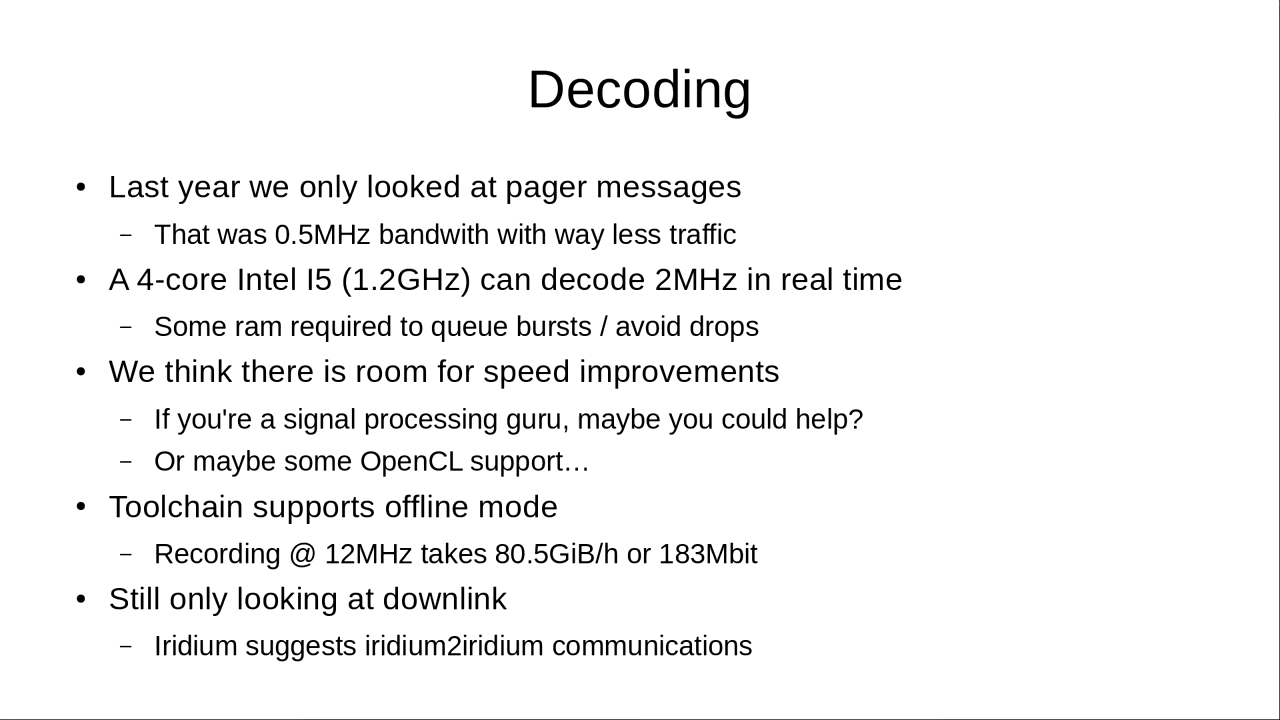 Decoding
• Last year we only looked at pager messages
– That was 0.5MHz bandwith with way less traffic
• A 4-core Intel I5 (1.2GHz) can decode 2MHz in real time
– Some ram required to queue bursts / avoid drops
• We think there is room for speed improvements
– If you're a signal processing guru, maybe you could help?
– Or maybe some OpenCL support…
• Toolchain supports offline mode
– Recording @ 12MHz takes 80.5GiB/h or 183Mbit
• Still only looking at downlink
– Iridium suggests iridium2iridium communications